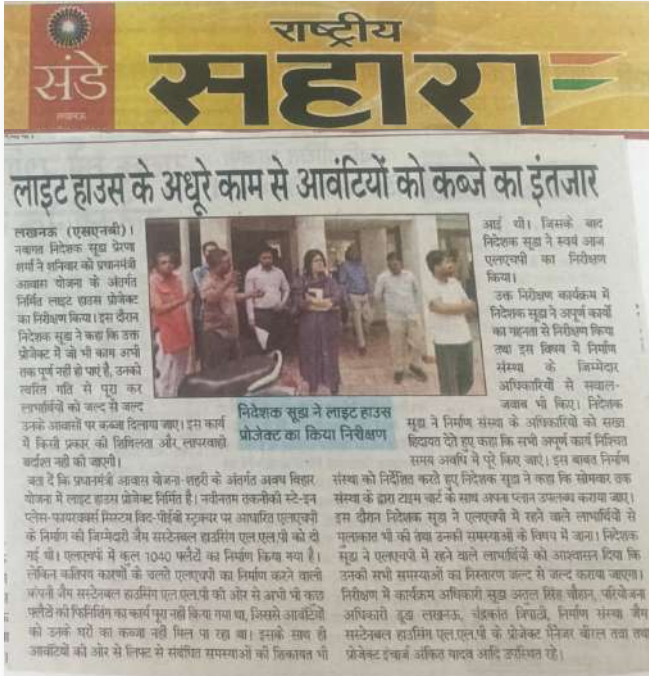 राष्ट्रीय
संडे
सहारा
लखनऊ
लाइट हाउस के अधूरे काम से आवंटियों को कब्जे का इंतजार
लखनऊ (एसएनबी)।
नवागत निदेशक सूडा प्रेरणा
शर्मा ने शनिवार को प्रधानमंत्री
आवास योजना के अंतर्गत
निर्मित लाइट हाउस प्रोजेक्ट
का निरीक्षण किया। इस दौरान
निदेशक सूडा ने कहा कि उक्त
प्रोजेक्ट में जो भी काम अभी
तक पूर्ण नहीं हो पाएं है, उनको
त्वरित गति से पूरा कर
लाभार्थियों को जल्द से जल्द
उनके आवासों पर कब्जा दिलाया जाए। इस कार्य
में किसी प्रकार की शिथिलता और लापरवाही
बर्दाश्त नहीं की जाएगी।
बता दें कि प्रधानमंत्री आवास योजना-शहरी के अंतर्गत अवध विहार
योजना में लाइट हाउस प्रोजेक्ट निर्मित है। नवीनतम तकनीकी स्टे-इन
प्लेस-फार्मवर्क्स सिस्टम विद-पीईबी स्ट्रक्चर पर आधारित एलएचपी
के निर्माण की जिम्मेदारी जैम सस्टेनबल हाउसिंग एल.एल.पी को दी
गई थी। एलएचपी में कुल 1040 फ्लैटों का निर्माण किया गया है।
लेकिन कतिपय कारणों के चलते एलएचपी का निर्माण करने वाली
कंपनी जैम सस्टेनबल हाउसिंग एल.एल.पी की ओर से अभी भी कुछ
फ्लैटों की फिनिशिंग का कार्य पूरा नहीं किया गया था, जिससे आवंटियों
को उनके घरों का कब्जा नहीं मिल पा रहा था। इसके साथ ही
आवंटियों की ओर से लिफ्ट से संबंधित समस्याओं की शिकायत भी
निदेशक सूडा ने लाइट हाउस
प्रोजेक्ट का किया निरीक्षण
आई थी। जिसके बाद
निदेशक सूडा ने स्वयं आज
एलएचपी का निरीक्षण
किया।
उक्त निरीक्षण कार्यक्रम में
निदेशक सूडा ने अपूर्ण कार्यों
का गहनता से निरीक्षण किया
तथा इस विषय में निर्माण
संस्था के जिम्मेदार
अधिकारियों से सवाल-
जवाब भी किए। निदेशक
सूडा ने निर्माण संस्था के अधिकारियों को सख्त
हिदायत देते हुए कहा कि सभी अपूर्ण कार्य निश्चित
समय अवधि में पूरे किए जाएं। इस बाबत निर्माण
संस्था को निर्देशित करते हुए निदेशक सूडा ने कहा कि सोमवार तक
संस्था के द्वारा टाइम चार्ट के साथ अपना प्लान उपलब्ध कराया जाए।
इस दौरान निदेशक सूडा ने एलएचपी में रहने वाले लाभार्थियों से
मुलाकात भी की तथा उनकी समस्याओं के विषय में जाना। निदेशक
सूडा ने एलएचपी में रहने वाले लाभार्थियों को आश्वासन दिया कि
उनकी सभी समस्याओं का निस्तारण जल्द से जल्द कराया जाएगा।
निरीक्षण में कार्यक्रम अधिकारी सूडा अतुल सिंह चौहान, परियोजना
अधिकारी डूडा लखनऊ, चंद्रकांत त्रिपाठी, निर्माण संस्था जैम
सस्टेनबल हाउसिंग एल.एल.पी के प्रोजेक्ट मैनेजर वीरल तथा
प्रोजेक्ट इंचार्ज अंकित यादव आदि उपस्थित रहे।